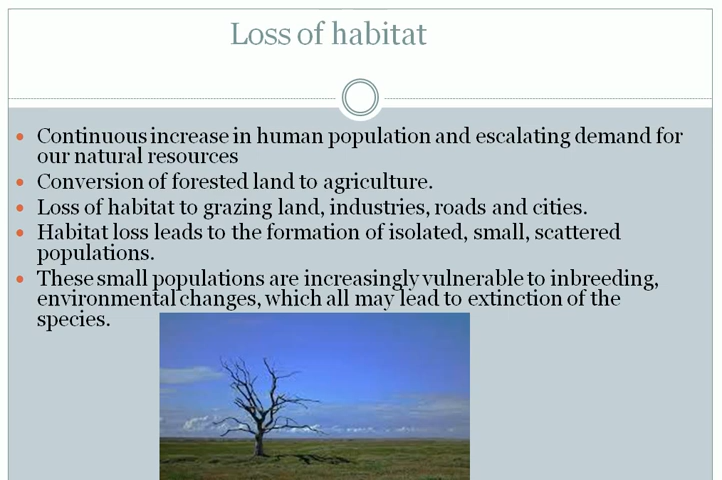 Loss of habitat
• Continuous increase in human population and escalating demand for
our natural resources
• Conversion of forested land to agriculture.
• Loss of habitat to grazing land, industries, roads and cities.
• Habitat loss leads to the formation of isolated, small, scattered
populations.
• These small populations are increasingly vulnerable to inbreeding,
environmental changes, which all may lead to extinction of the
species.